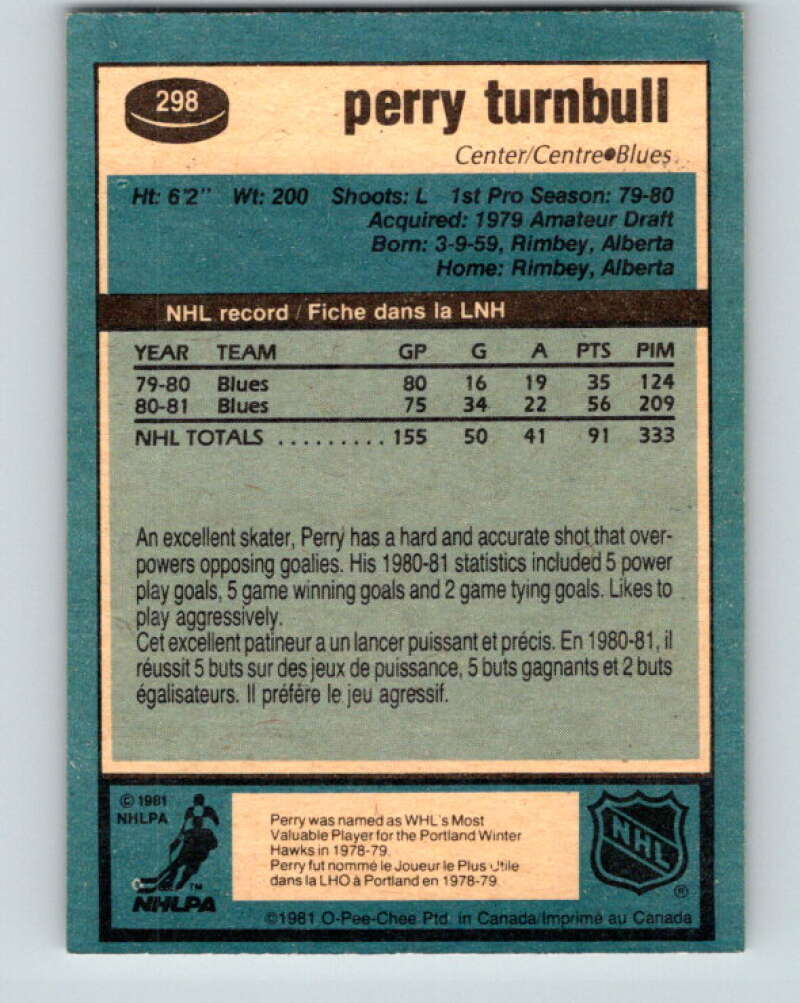 298
perry turnbull
Center/Centre●Blues
Ht: 6'2" Wt: 200 Shoots: L 1st Pro Season: 79-80
Acquired: 1979 Amateur Draft
Born: 3-9-59, Rimbey, Alberta
Home: Rimbey, Alberta
NHL record / Fiche dans la LNH
YEAR TEAM GP G A PTS PIM
79-80 Blues 80 16 19 35 124
80-81 Blues 75 34 22 56 209
NHL TOTALS .......... 155 50 41 91 333
An excellent skater, Perry has a hard and accurate shot that over-
powers opposing goalies. His 1980-81 statistics included 5 power
play goals, 5 game winning goals and 2 game tying goals. Likes to
play aggressively.
Cet excellent patineur a un lancer puissant et précis. En 1980-81, il
réussit 5 buts sur des jeux de puissance, 5 buts gagnants et 2 buts
égalisateurs. Il préfére le jeu agressif.
© 1981
NHLPA
Perry was named as WHL's Most
Valuable Player for the Portland Winter
Hawks in 1978-79.
Perry fut nommé le Joueur le Plus Utile
dans la LHO à Portland en 1978-79
TM
NHLPA
NHL
®
©1981 O-Pee-Chee Ptd. in Canada/Imprimé au Canada